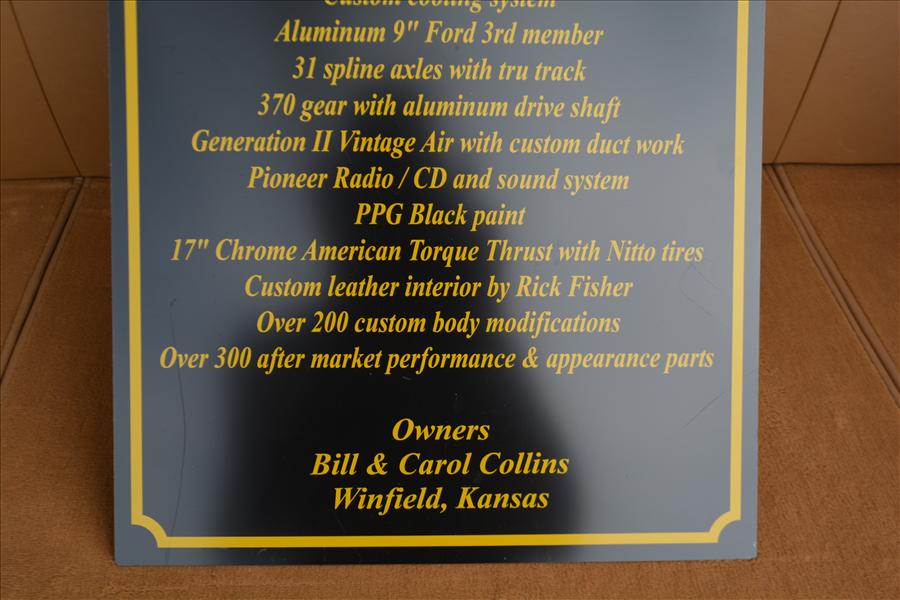 Custom cooling system
Aluminum 9" Ford 3rd member
31 spline axles with tru track
370 gear with aluminum drive shaft
Generation II Vintage Air with custom duct work
Pioneer Radio / CD and sound system
PPG Black paint
17" Chrome American Torque Thrust with Nitto tires
Custom leather interior by Rick Fisher
Over 200 custom body modifications
Over 300 after market performance & appearance parts
Owners
Bill & Carol Collins
Winfield, Kansas